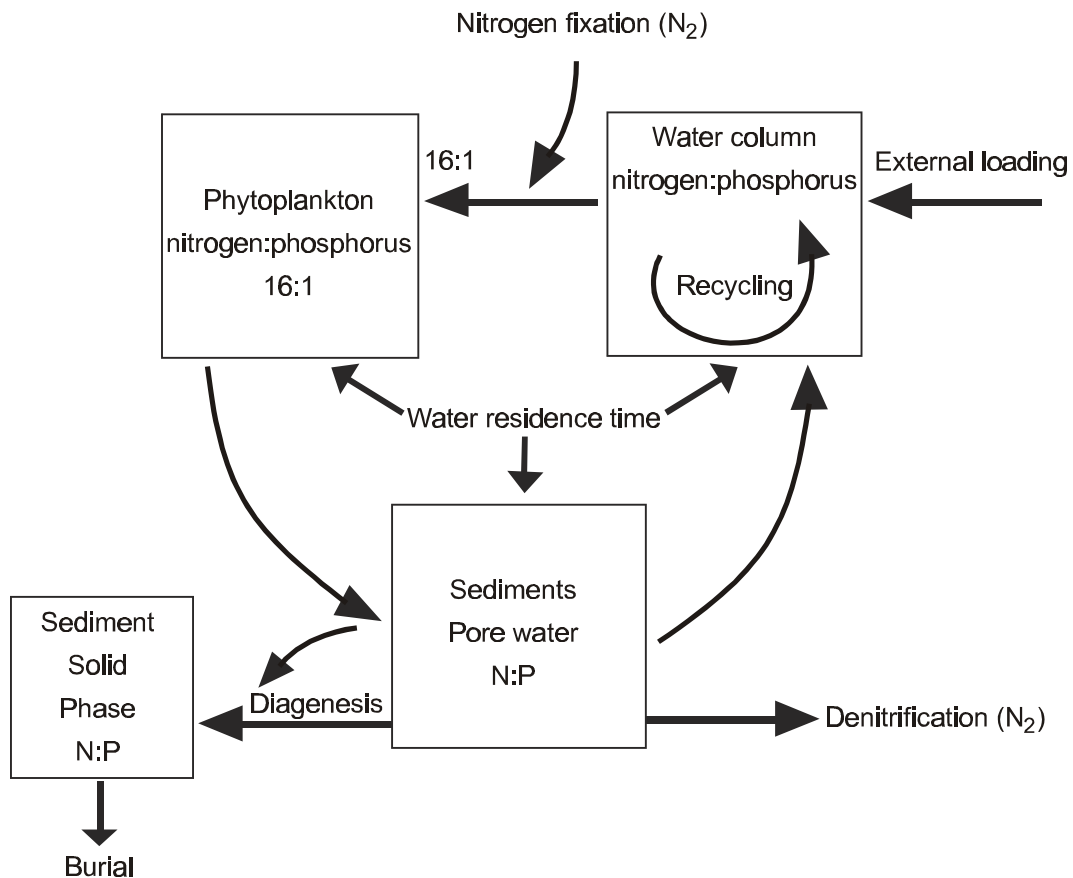 Nitrogen fixation (N₂)
Phytoplankton
nitrogen:phosphorus
16:1
16:1
Water column
nitrogen:phosphorus
Recycling
External loading
Water residence time
Sediments
Pore water
N:P
Sediment
Solid
Phase
N:P
Diagenesis
Denitrification (N₂)
Burial